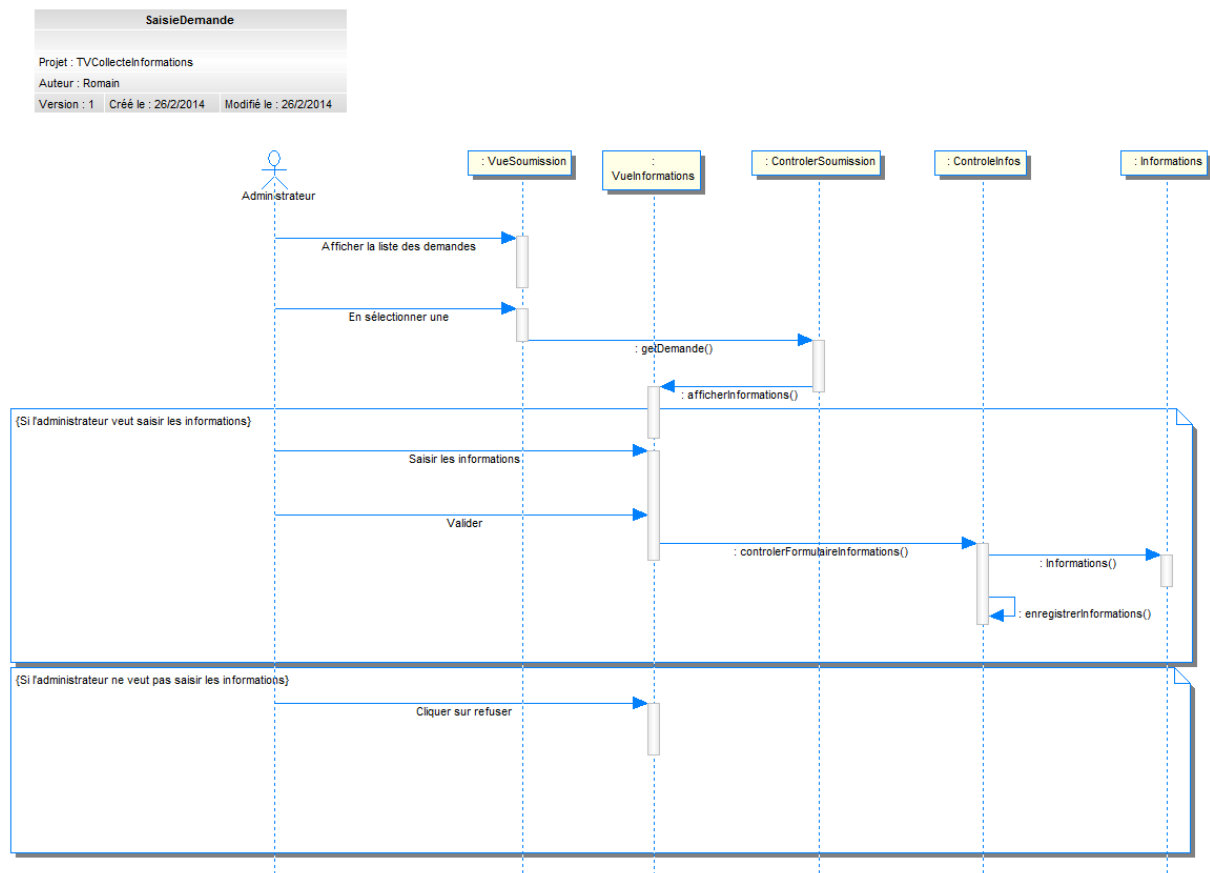 SaisieDemande
Projet : TVCollecteInformations
Auteur : Romain
Version : 1 Créé le : 26/2/2014 Modifié le : 26/2/2014
Administrateur
: VueSoumission
:
VueInformations
: ControlerSoumission
: ControleInfos
: Informations
Afficher la liste des demandes
En sélectionner une
: getDemande()
: afficherInformations()
{Si l'administrateur veut saisir les informations}
Saisir les informations
Valider
: controlerFormulaireInformations()
: Informations()
: enregistrerInformations()
{Si l'administrateur ne veut pas saisir les informations}
Cliquer sur refuser